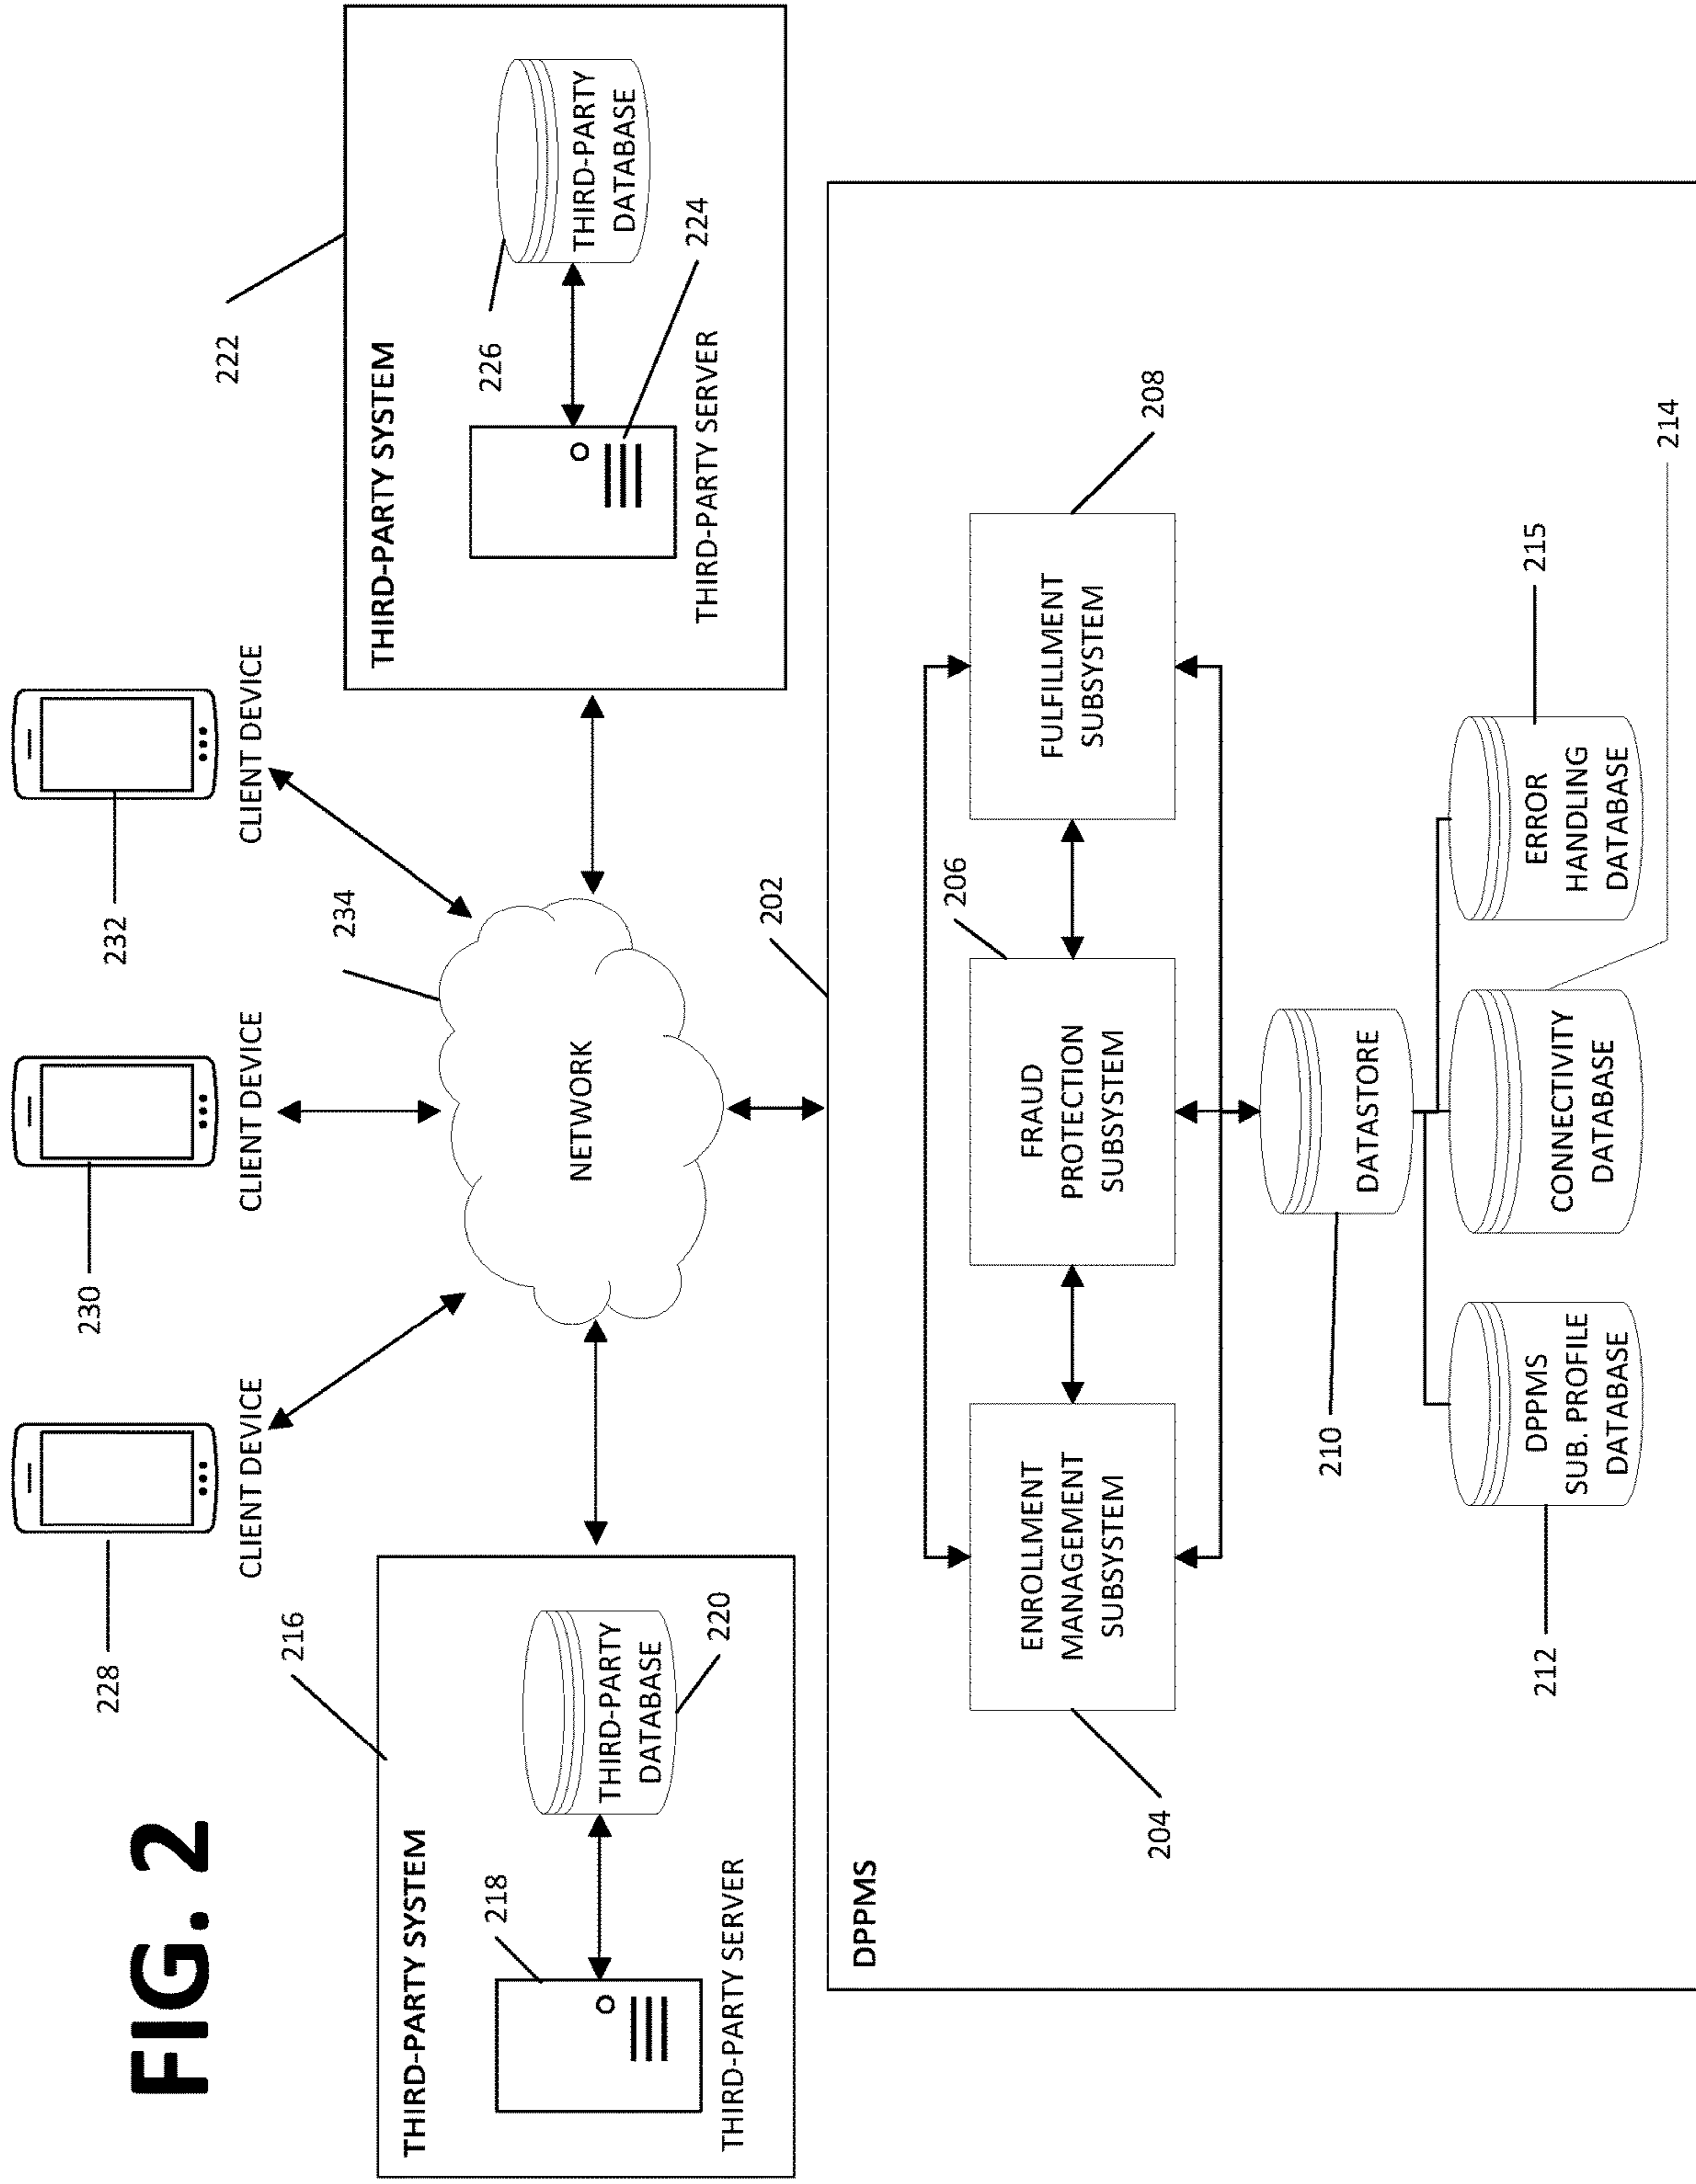 FIG. 2
228
CLIENT DEVICE
230
CLIENT DEVICE
232
CLIENT DEVICE
216
THIRD-PARTY SYSTEM
218
THIRD-PARTY SERVER
THIRD-PARTY
DATABASE
220
234
NETWORK
222
THIRD-PARTY SYSTEM
226
THIRD-PARTY
DATABASE
224
THIRD-PARTY SERVER
202
DPPMS
204
ENROLLMENT
MANAGEMENT
SUBSYSTEM
206
FRAUD
PROTECTION
SUBSYSTEM
FULFILLMENT
SUBSYSTEM
208
210
DATASTORE
212
DPPMS
SUB. PROFILE
DATABASE
CONNECTIVITY
DATABASE
ERROR
HANDLING
DATABASE
215
214